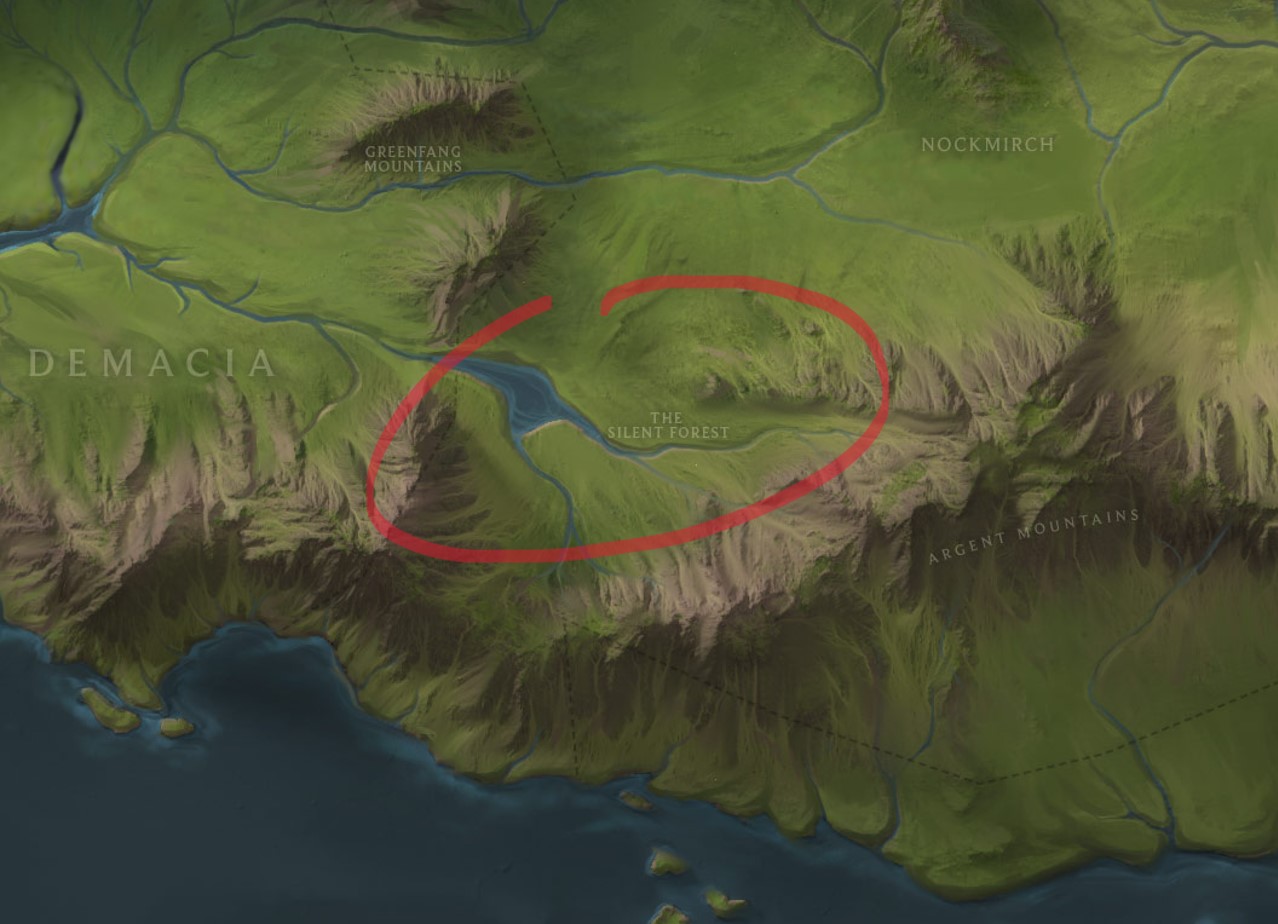 GREENFANG
MOUNTAINS
NOCKMIRCH
DEMACIA
THE
SILENT FOREST
ARGENT MOUNTAINS